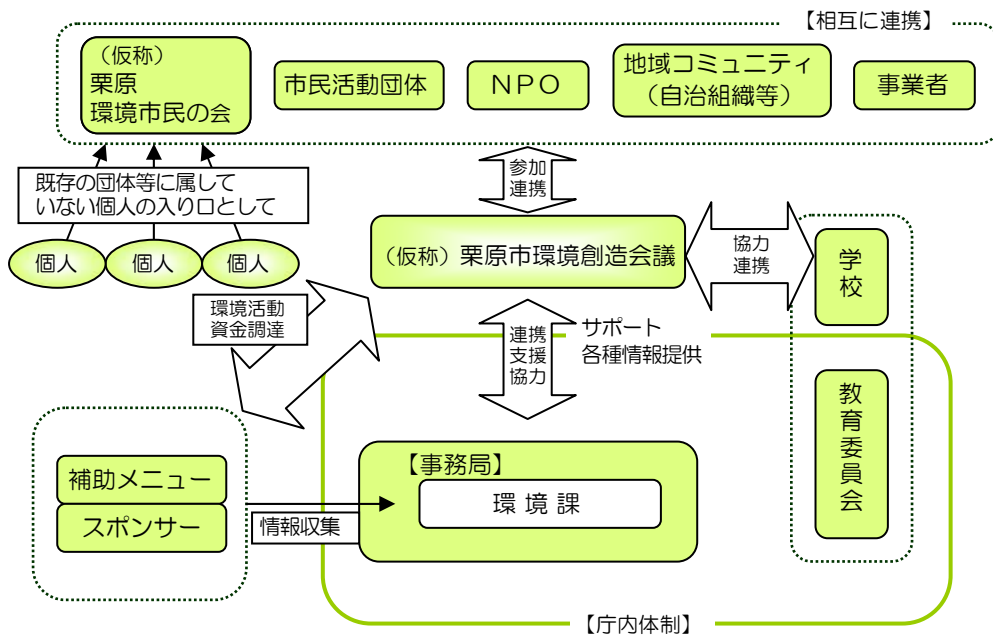 【相互に連携】
（仮称）
栗原
環境市民の会
市民活動団体
ＮＰＯ
地域コミュニティ
（自治組織等）
事業者
既存の団体等に属して
いない個人の入り口として
参加
連携
個人
個人
個人
（仮称）栗原市環境創造会議
協力
連携
学校
環境活動
資金調達
連携
支援
協力
サポート
各種情報提供
教育委員会
補助メニュー
スポンサー
情報収集
【事務局】
環 境 課
【庁内体制】